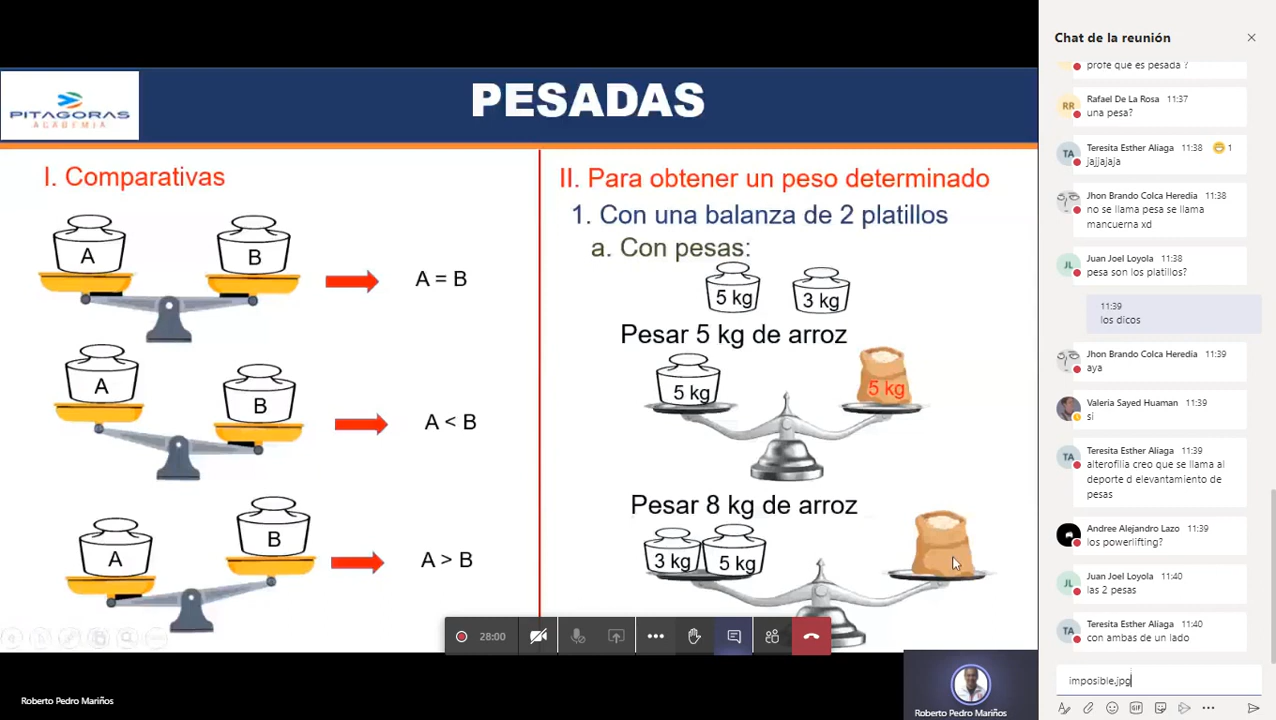 PITAGORAS
ACADEMIA
PESADAS
I. Comparativas
A
B
A = B
A
B
A < B
A
B
A > B
II. Para obtener un peso determinado
1. Con una balanza de 2 platillos
a. Con pesas:
5 kg
3 kg
Pesar 5 kg de arroz
5 kg
5 kg
Pesar 8 kg de arroz
3 kg
5 kg
28:00
Roberto Pedro Mariños
Roberto Pedro Mariños
Chat de la reunión
profe que es pesada ?
RR
Rafael De La Rosa 11:37
una pesa?
TA
Teresita Esther Aliaga 11:38
1
jajjajaja
Jhon Brando Colca Heredia 11:38
no se llama pesa se llama
mancuerna xd
JL
Juan Joel Loyola 11:38
pesa son los platillos?
11:39
los dicos
Jhon Brando Colca Heredia 11:39
aya
Valeria Sayed Huaman 11:39
si
TA
Teresita Esther Aliaga 11:39
alterofilia creo que se llama al
deporte d elevantamiento de
pesas
Andree Alejandro Lazo 11:39
los powerlifting?
JL
Juan Joel Loyola 11:40
las 2 pesas
TA
Teresita Esther Aliaga 11:40
con ambas de un lado
imposible.jpg
GIF